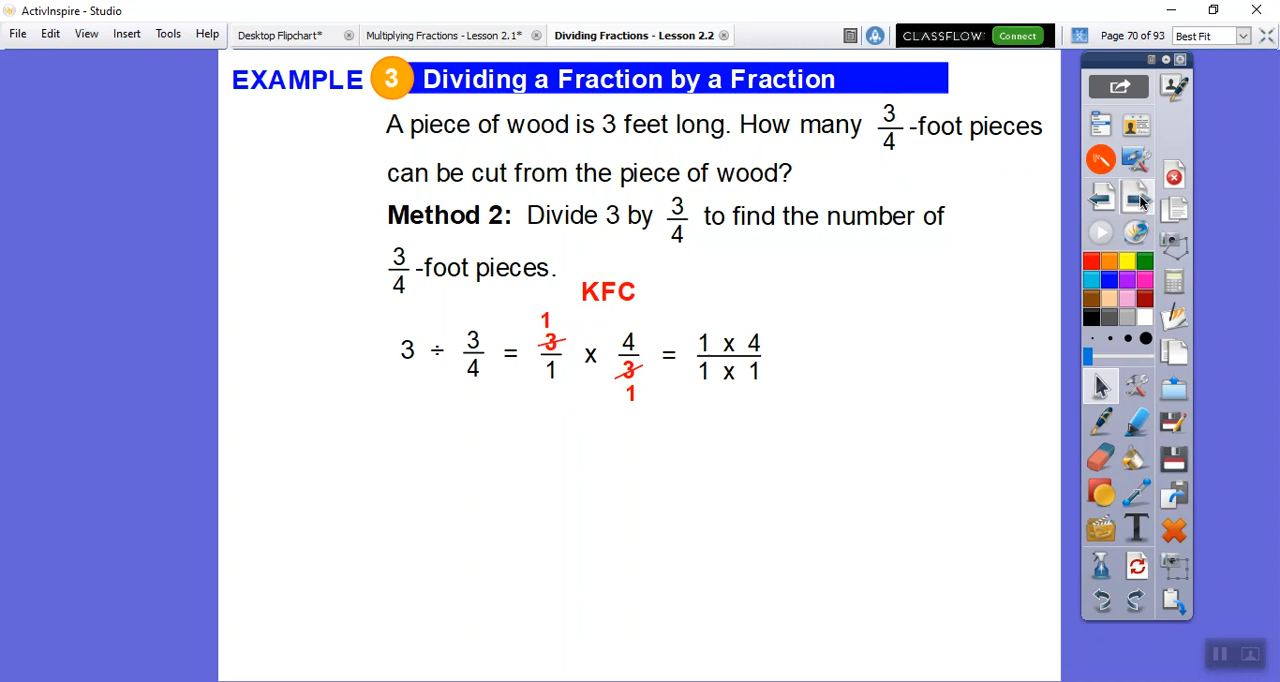 ActivInspire - Studio
File Edit View Insert Tools Help
Desktop Flipchart* Multiplying Fractions - Lesson 2.1* Dividing Fractions - Lesson 2.2
CLASSFLOW Connect
Page 70 of 93 Best Fit
EXAMPLE 3 Dividing a Fraction by a Fraction
A piece of wood is 3 feet long. How many 3/4 -foot pieces
can be cut from the piece of wood?
Method 2: Divide 3 by 3/4 to find the number of
3/4 -foot pieces.
KFC
1
3 ÷ 3/4 = 3/1 x 4/3 = 1 x 4/1 x 1
1
T